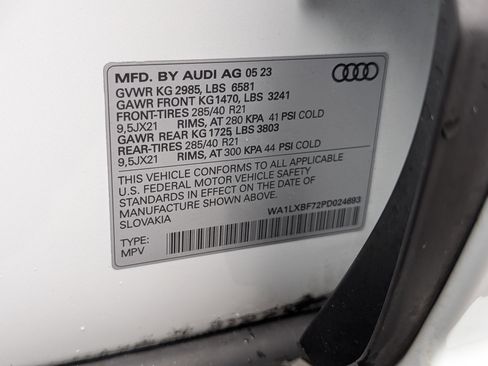 MFD. BY AUDI AG 05 23
GVWR KG 2985, LBS 6581
GAWR FRONT KG1470, LBS 3241
FRONT-TIRES 285/40 R21
9,5JX21 RIMS, AT 280 KPA 41 PSI COLD
GAWR REAR KG1725, LBS 3803
REAR-TIRES 285/40 R21
9,5JX21 RIMS, AT 300 KPA 44 PSI COLD
THIS VEHICLE CONFORMS TO ALL APPLICABLE
U.S. FEDERAL MOTOR VEHICLE SAFETY
STANDARDS IN EFFECT ON THE DATE OF
MANUFACTURE SHOWN ABOVE.
SLOVAKIA
WA1LXBF72PD024693
TYPE:
MPV